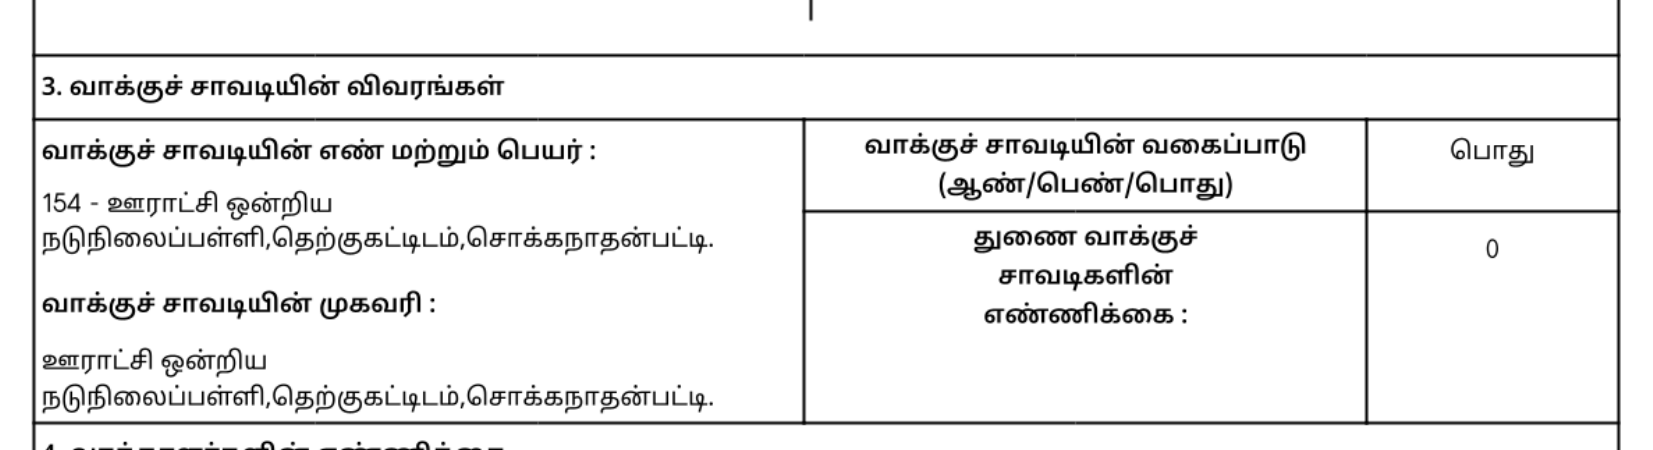 3. வாக்குச் சாவடியின் விவரங்கள்
வாக்குச் சாவடியின் எண் மற்றும் பெயர் :
154 - ஊராட்சி ஒன்றிய
நடுநிலைப்பள்ளி,தெற்குகட்டிடம்,சொக்கநாதன்பட்டி.
வாக்குச் சாவடியின் முகவரி :
ஊராட்சி ஒன்றிய
நடுநிலைப்பள்ளி,தெற்குகட்டிடம்,சொக்கநாதன்பட்டி.
வாக்குச் சாவடியின் வகைப்பாடு
(ஆண்/பெண்/பொது)
பொது
துணை வாக்குச்
சாவடிகளின்
எண்ணிக்கை :
0